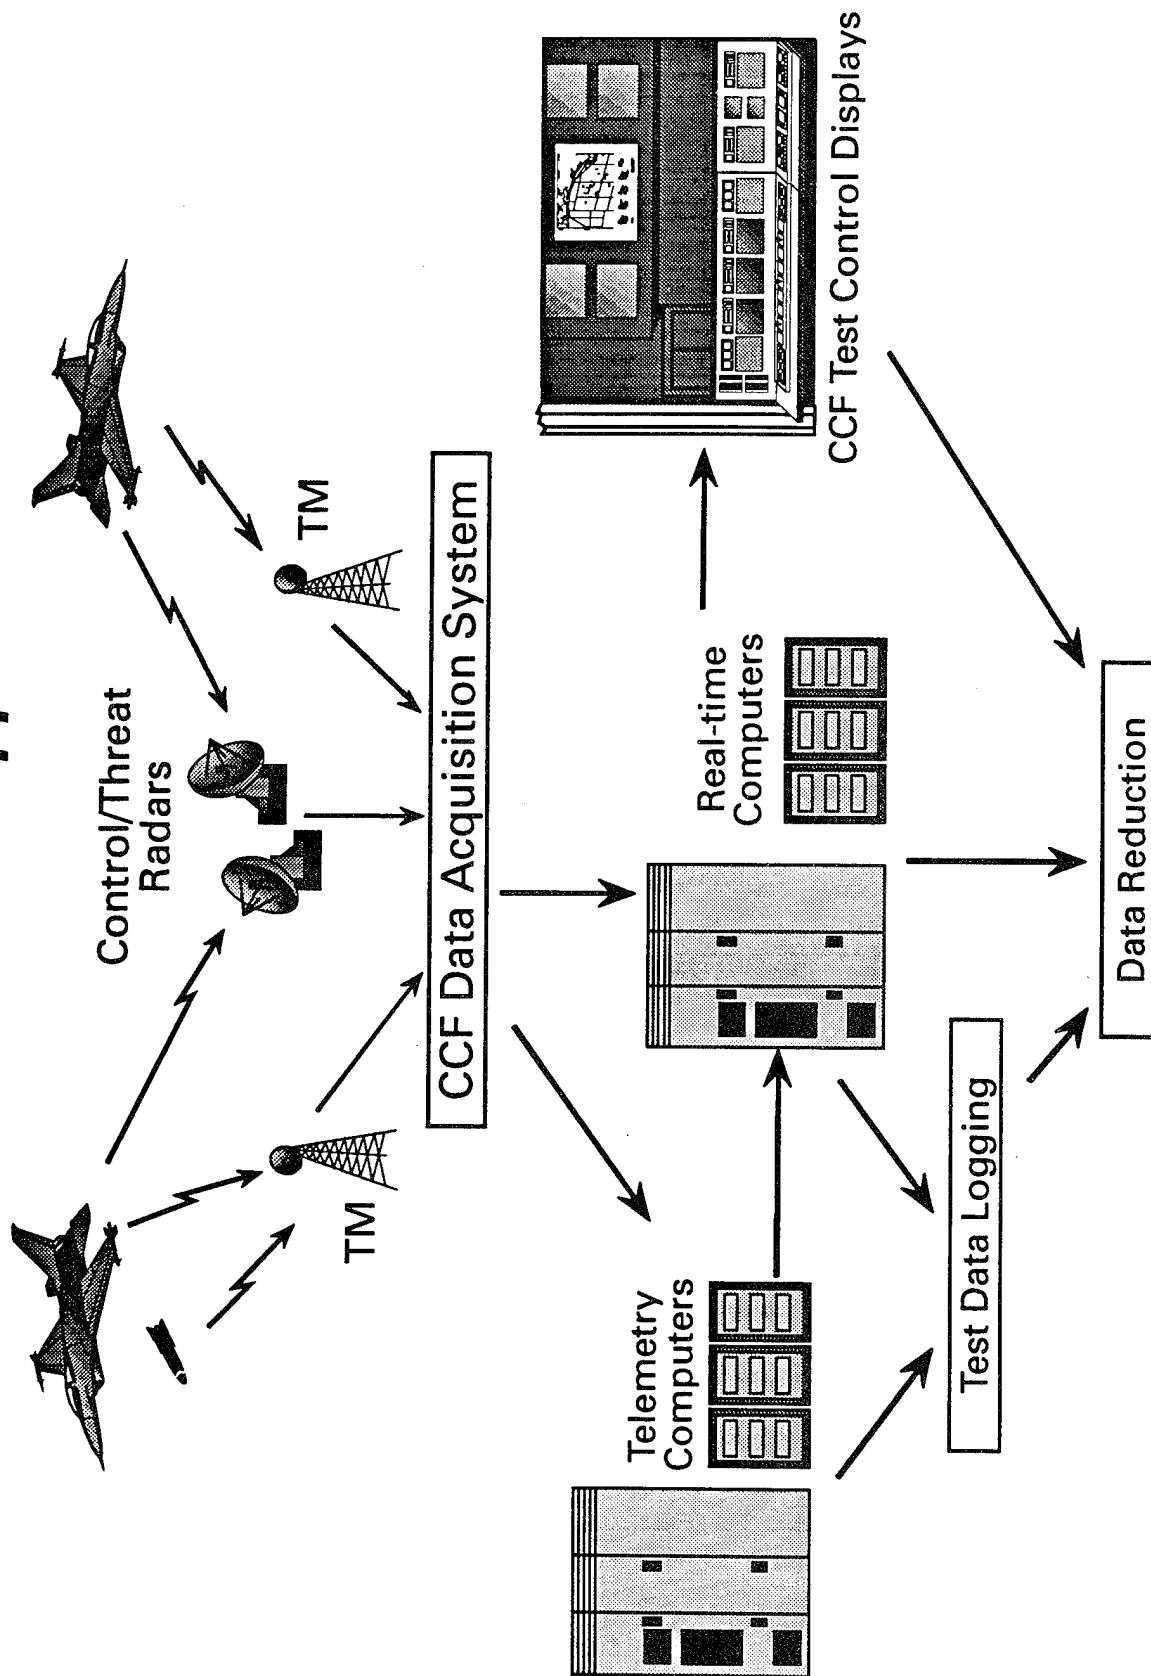 Control/Threat
Radars
TM
TM
CCF Data Acquisition System
Telemetry
Computers
Real-time
Computers
CCF Test Control Displays
Test Data Logging
Data Reduction